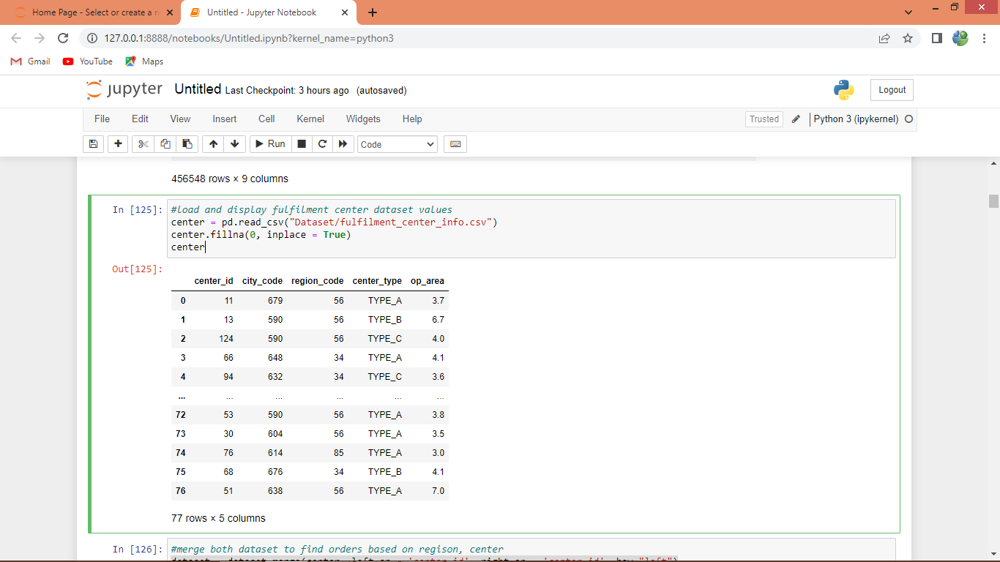 Home Page - Select or create a n
Untitled - Jupyter Notebook
127.0.0.1:8888/notebooks/Untitled.ipynb?kernel_name=python3
Gmail YouTube Maps
jupyter Untitled Last Checkpoint: 3 hours ago (autosaved)
Logout
File Edit View Insert Cell Kernel Widgets Help
Trusted Python 3 (ipykernel)
Run Code
456548 rows × 9 columns
In [125]: #load and display fulfilment center dataset values
center = pd.read_csv("Dataset/fulfilment_center_info.csv")
center.fillna(0, inplace = True)
center
Out[125]:
center_id city_code region_code center_type op_area
0 11 679 56 TYPE_A 3.7
1 13 590 56 TYPE_B 6.7
2 124 590 56 TYPE_C 4.0
3 66 648 34 TYPE_A 4.1
4 94 632 34 TYPE_C 3.6
... ... ... ... ... ...
72 53 590 56 TYPE_A 3.8
73 30 604 56 TYPE_A 3.5
74 76 614 85 TYPE_A 3.0
75 68 676 34 TYPE_B 4.1
76 51 638 56 TYPE_A 7.0
77 rows × 5 columns
In [126]: #merge both dataset to find orders based on regison, center